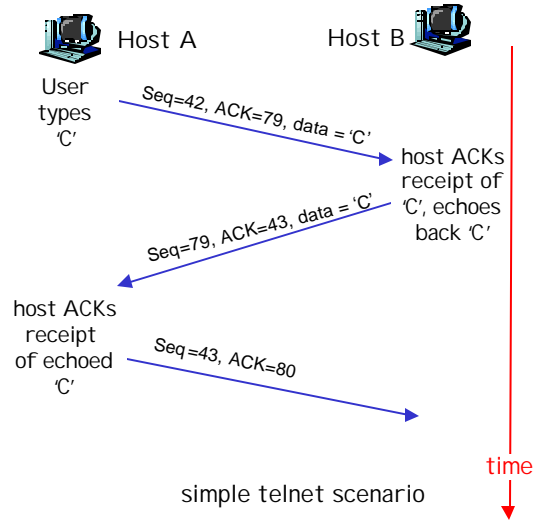 Host A
Host B
User
types
‘C’
Seq=42, ACK=79, data = ‘C’
host ACKs
receipt of
‘C’, echoes
back ‘C’
Seq=79, ACK=43, data = ‘C’
host ACKs
receipt
of echoed
‘C’
Seq=43, ACK=80
time
simple telnet scenario